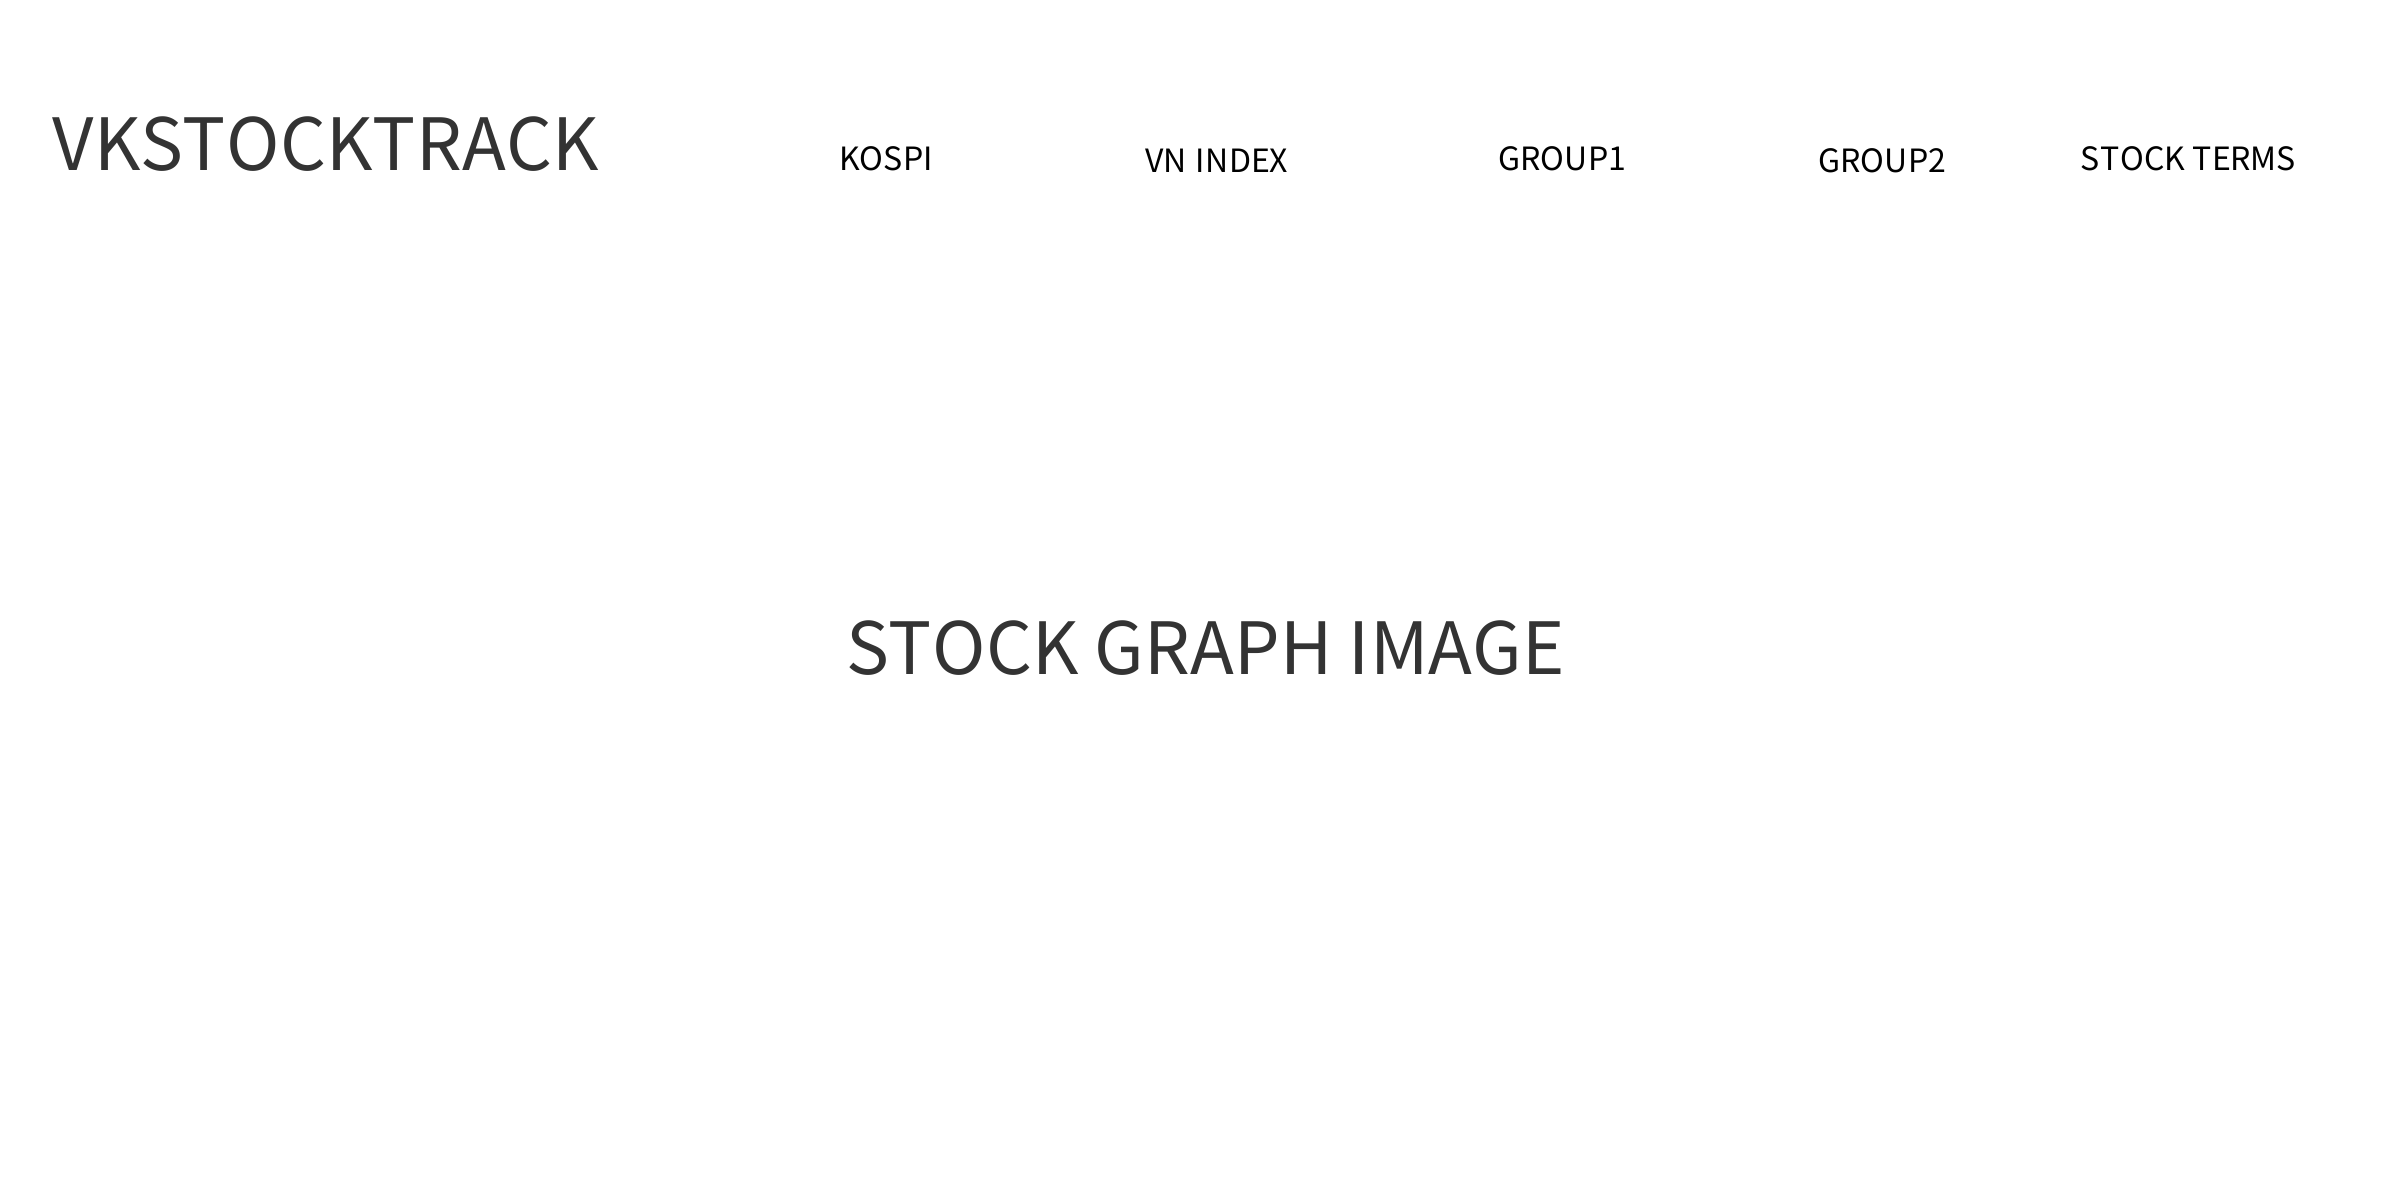 VKSTOCKTRACK KOSPI VN INDEX GROUP1 GROUP2 STOCK TERMS
STOCK GRAPH IMAGE